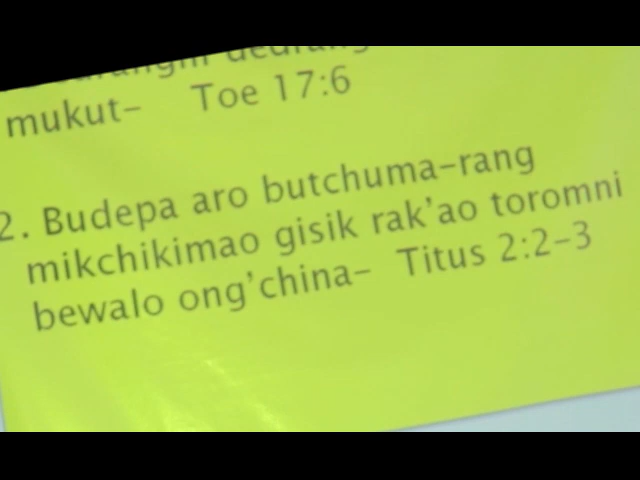 mukut- Toe 17:6
2. Budepa aro butchuma-rang
mikchikimao gisik rak'ao toromni
bewalo ong'china- Titus 2:2-3